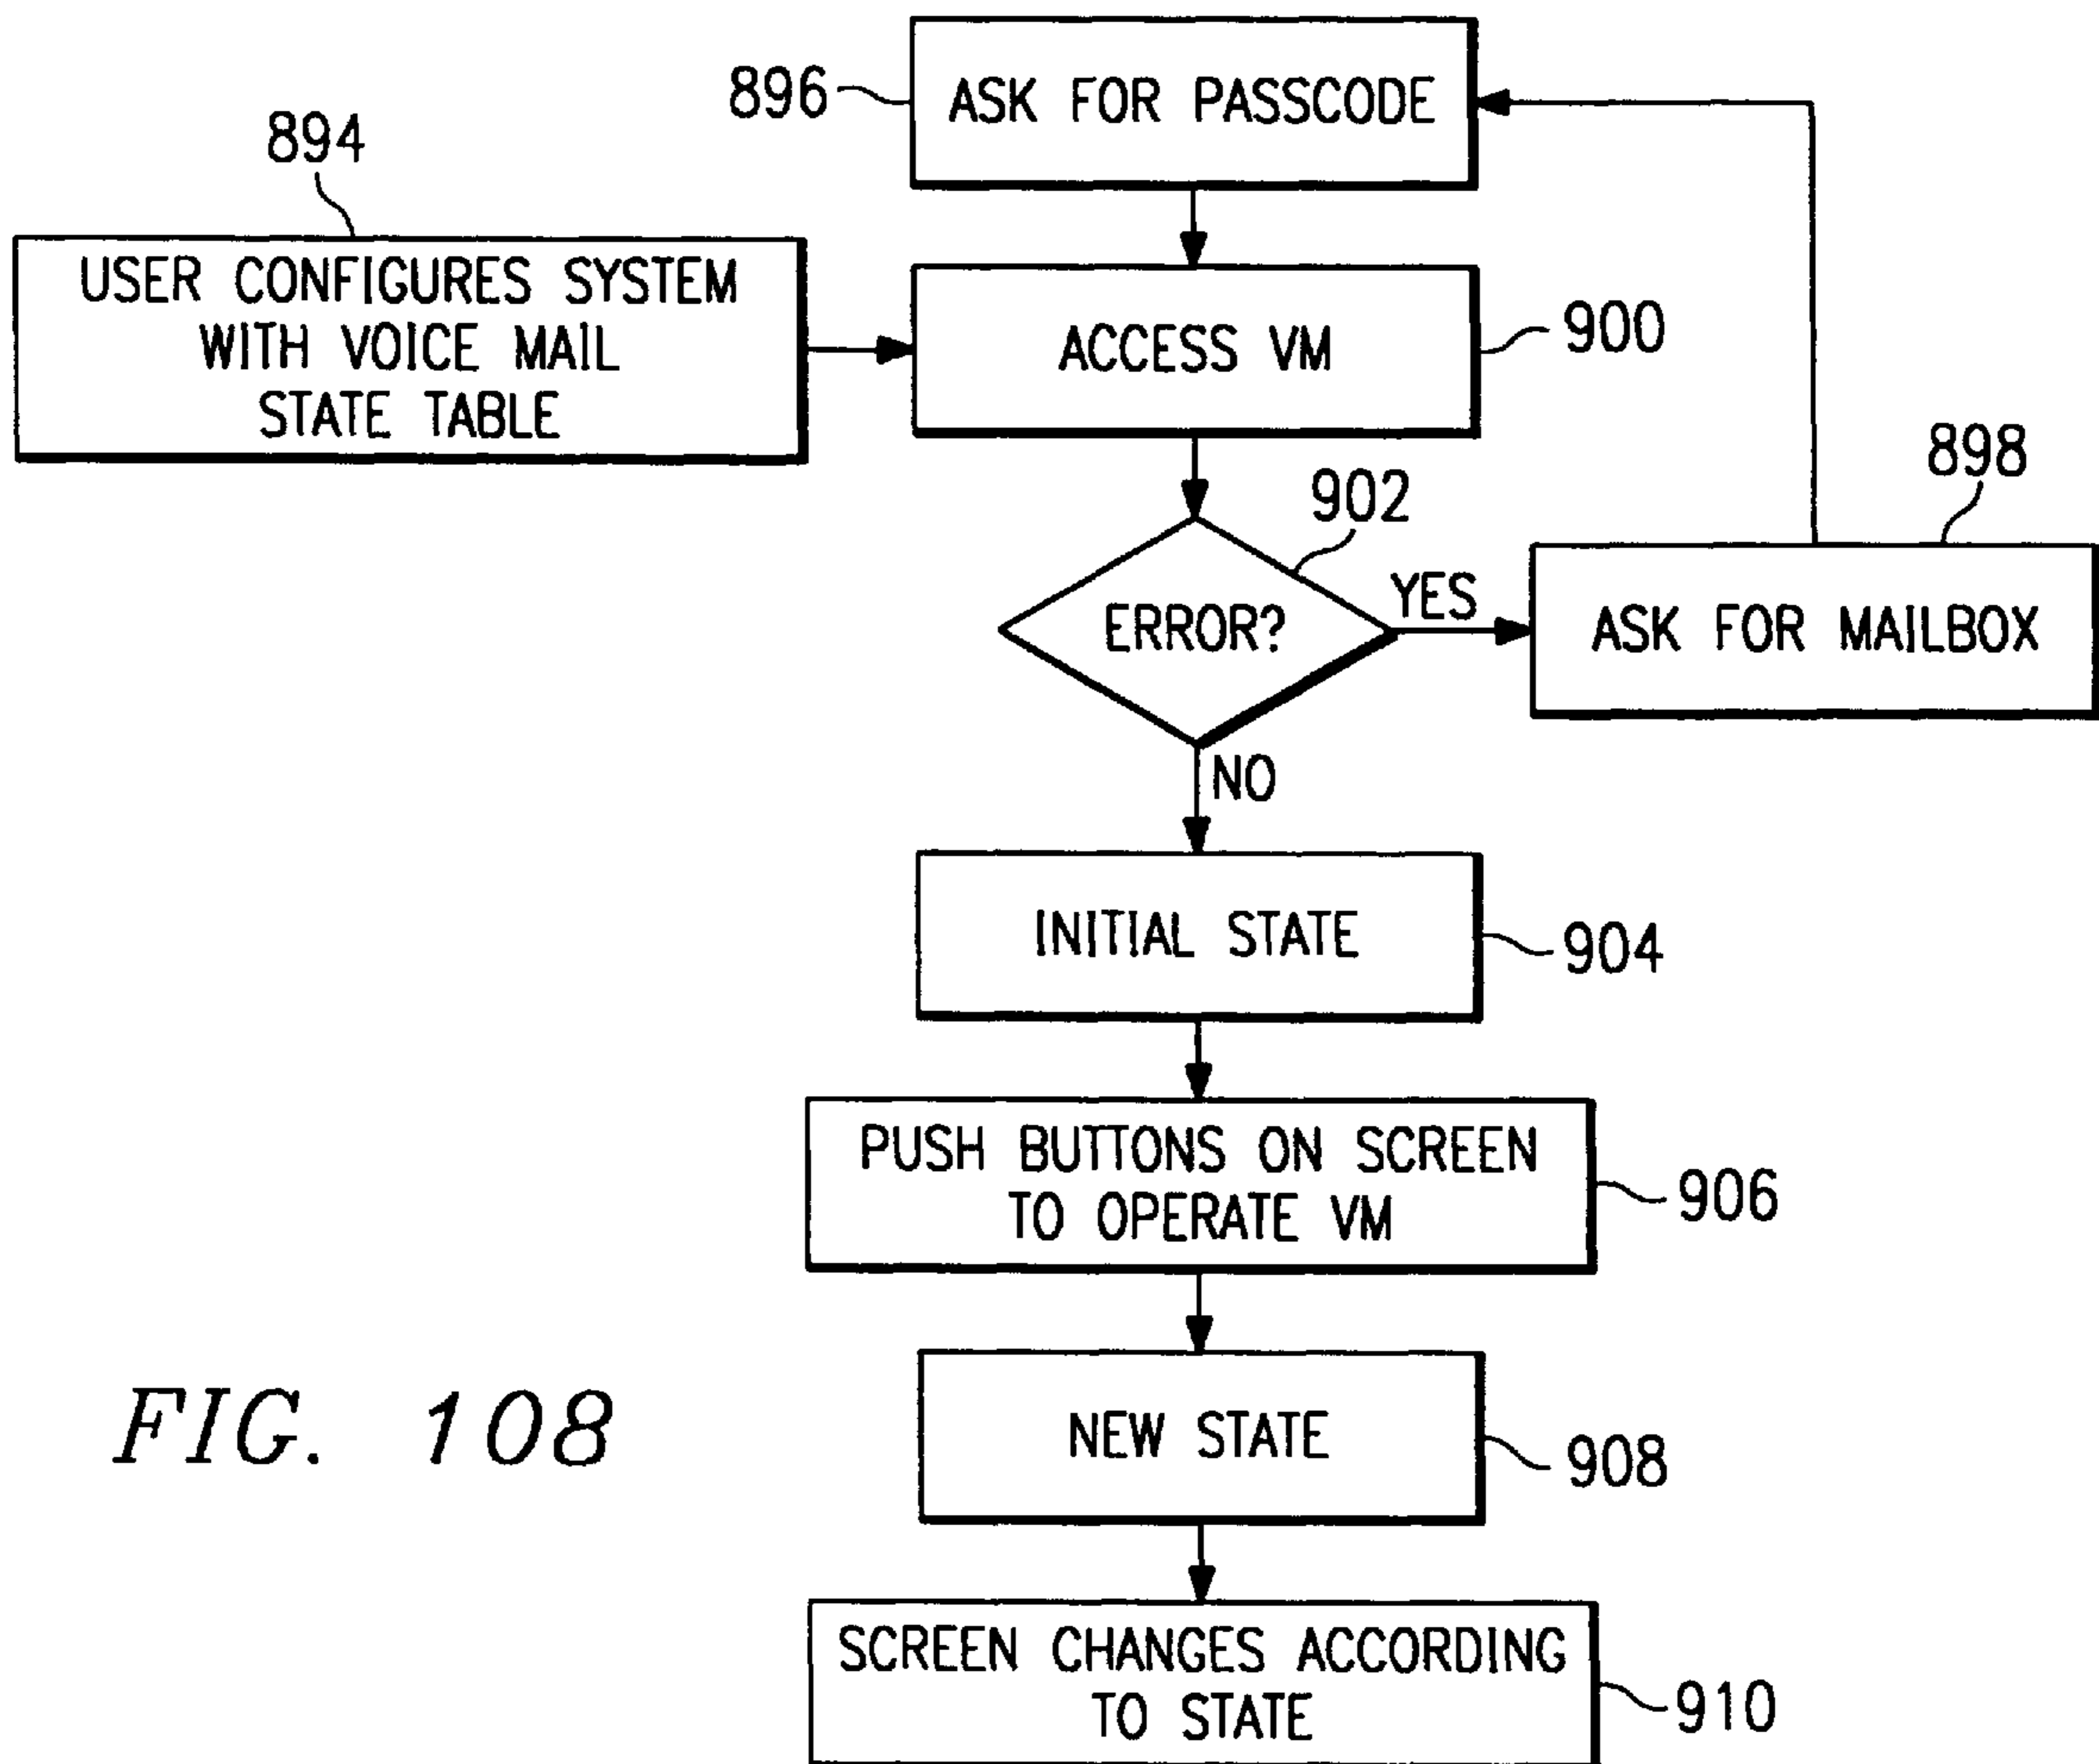 896
ASK FOR PASSCODE
894
USER CONFIGURES SYSTEM
WITH VOICE MAIL
STATE TABLE
ACCESS VM
900
898
902
ERROR?
YES
ASK FOR MAILBOX
NO
INITIAL STATE
904
PUSH BUTTONS ON SCREEN
TO OPERATE VM
906
NEW STATE
908
FIG. 108
SCREEN CHANGES ACCORDING
TO STATE
910